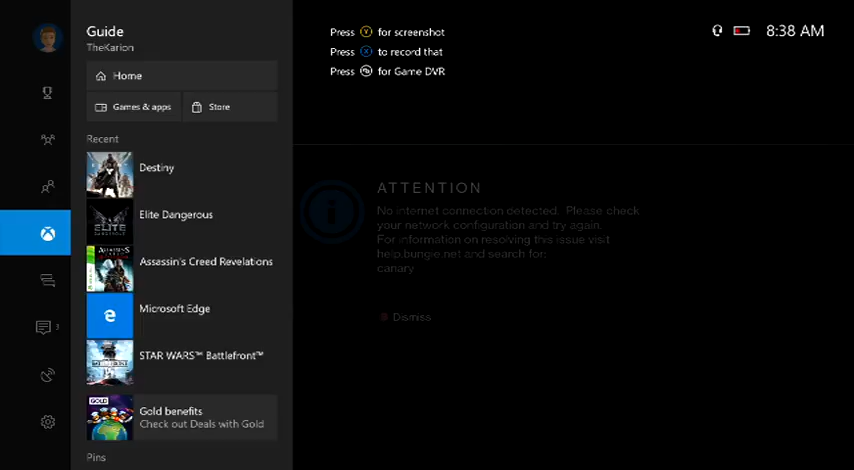 Guide
TheKarion
Home
Games & apps
Store
Recent
Destiny
Elite Dangerous
Assassin's Creed Revelations
Microsoft Edge
STAR WARS™ Battlefront™
GOLD
Gold benefits
Check out Deals with Gold
Pins
3
Press Y for screenshot
Press X to record that
Press for Game DVR
8:38 AM
ATTENTION
No internet connection detected. Please check
your network configuration and try again.
For information on resolving this issue visit
help.bungie.net and search for:
canary
Dismiss